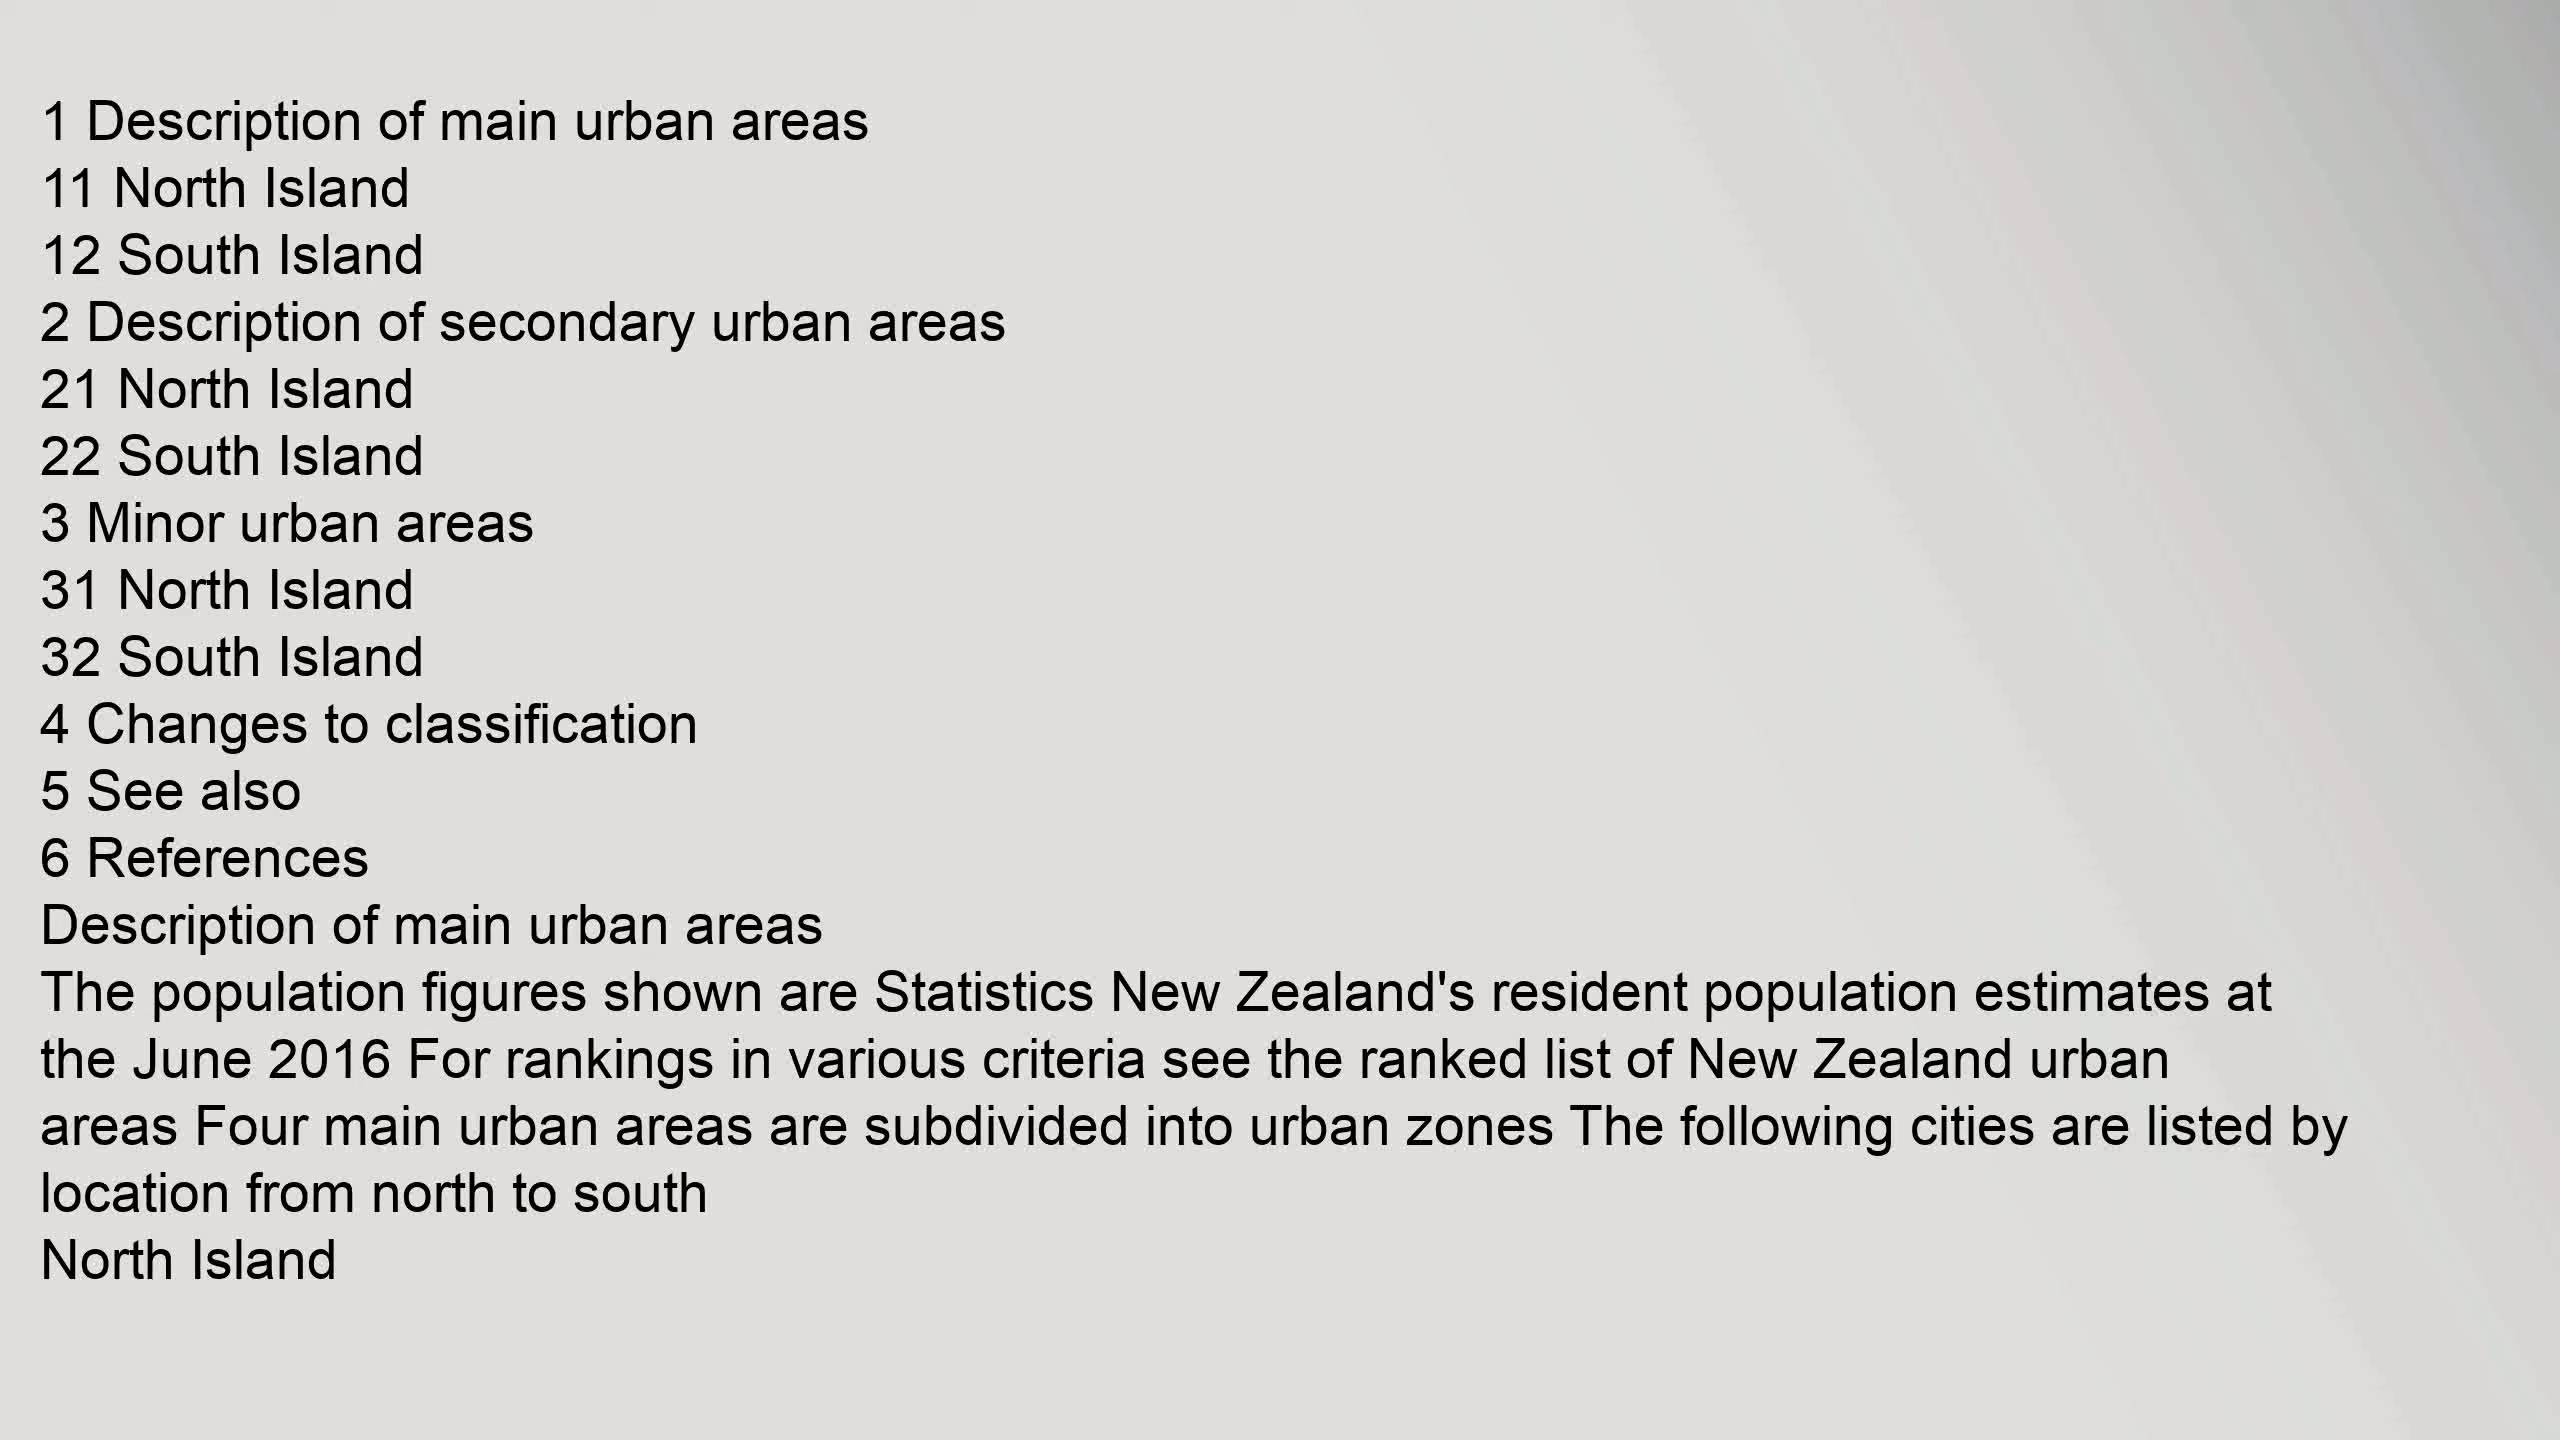 1 Description of main urban areas
11 North Island
12 South Island
2 Description of secondary urban areas
21 North Island
22 South Island
3 Minor urban areas
31 North Island
32 South Island
4 Changes to classification
5 See also
6 References
Description of main urban areas
The population figures shown are Statistics New Zealand's resident population estimates at
the June 2016 For rankings in various criteria see the ranked list of New Zealand urban
areas Four main urban areas are subdivided into urban zones The following cities are listed by
location from north to south
North Island